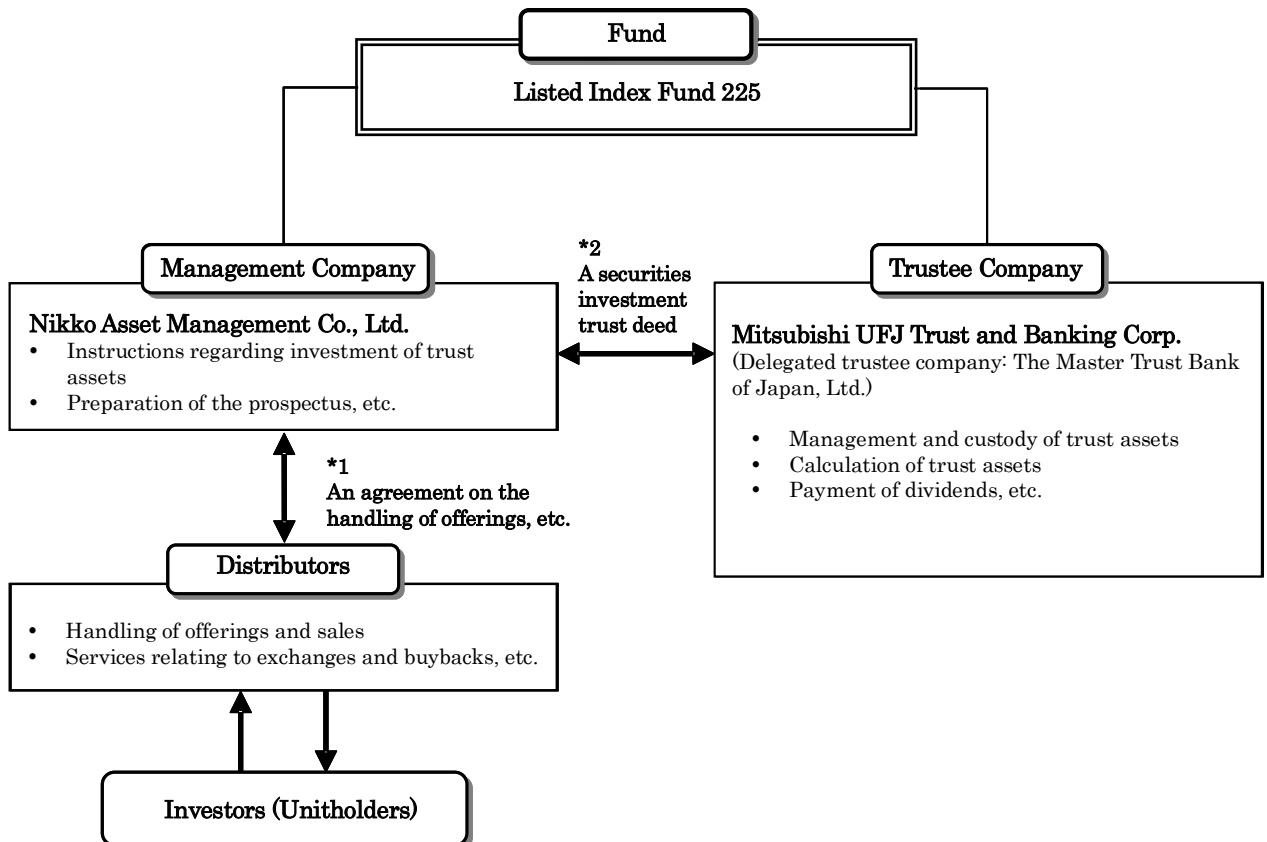 Fund
Listed Index Fund 225
Management Company
Nikko Asset Management Co., Ltd.
• Instructions regarding investment of trust
assets
• Preparation of the prospectus, etc.
*2
A securities
investment
trust deed
Trustee Company
Mitsubishi UFJ Trust and Banking Corp.
(Delegated trustee company: The Master Trust Bank
of Japan, Ltd.)
• Management and custody of trust assets
• Calculation of trust assets
• Payment of dividends, etc.
*1
An agreement on the
handling of offerings, etc.
Distributors
• Handling of offerings and sales
• Services relating to exchanges and buybacks, etc.
Investors (Unitholders)